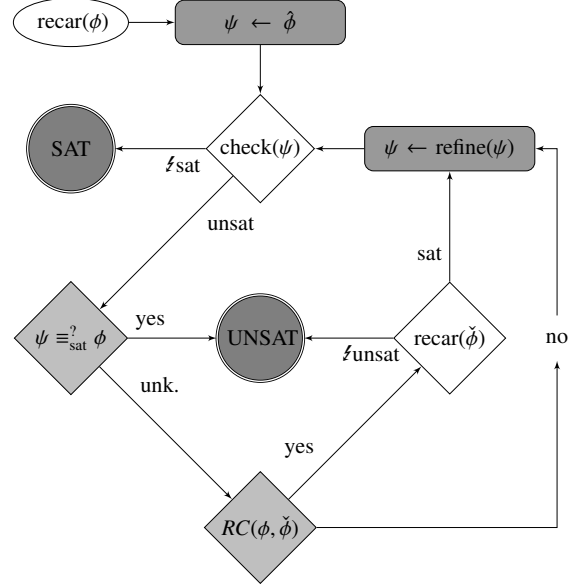 recar(ϕ)
ψ ← ϕ̂
SAT
↯sat
check(ψ)
ψ ← refine(ψ)
unsat
sat
ψ ≡?sat ϕ
yes
UNSAT
↯unsat
recar(ϕ̌)
no
unk.
yes
RC(ϕ, ϕ̌)